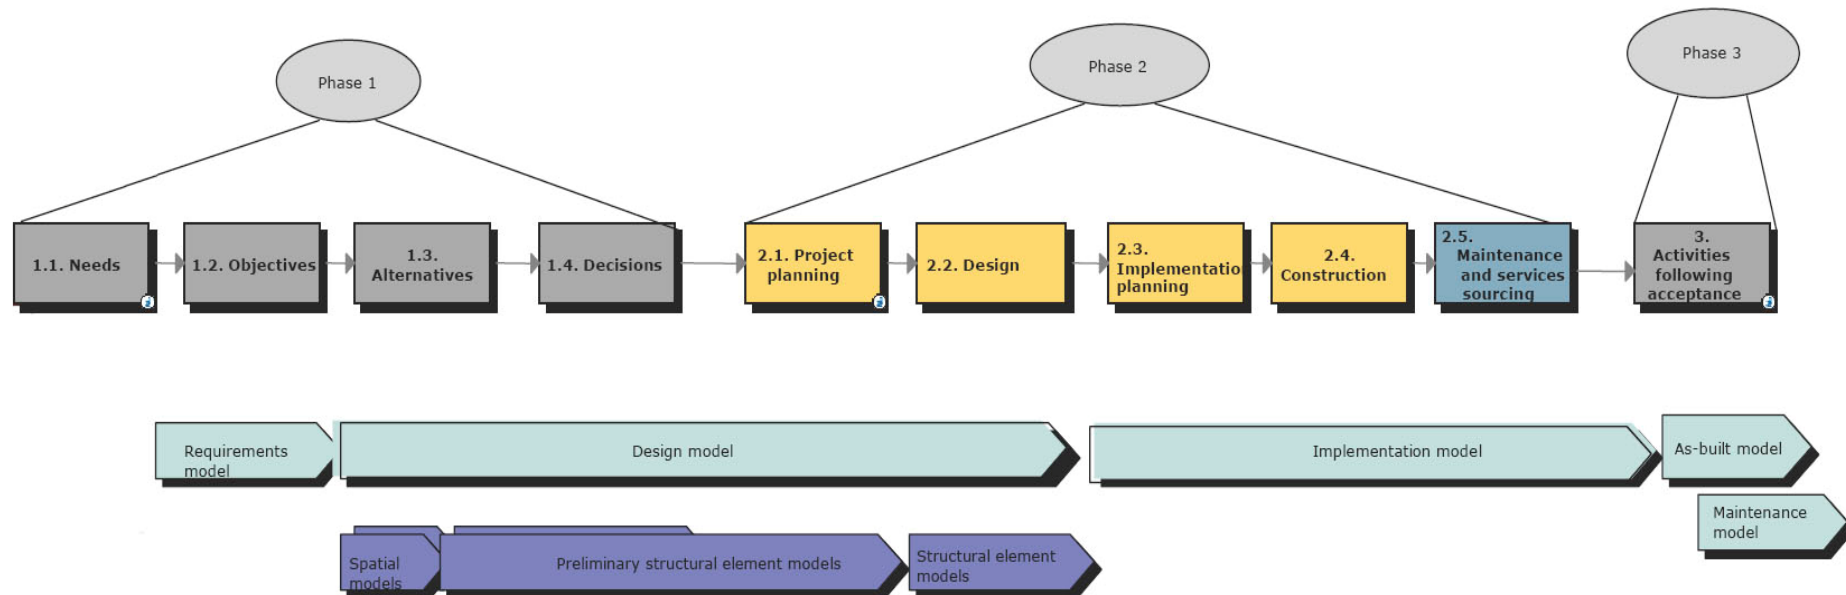 Phase 1
Phase 2
Phase 3
1.1. Needs
1.2. Objectives
1.3.
Alternatives
1.4. Decisions
2.1. Project
planning
2.2. Design
2.3.
Implementatio
planning
2.4.
Construction
2.5.
Maintenance
and services
sourcing
3.
Activities
following
acceptance
Requirements
model
Design model
Implementation model
As-built model
Maintenance
model
Spatial
models
Preliminary structural element models
Structural element
models